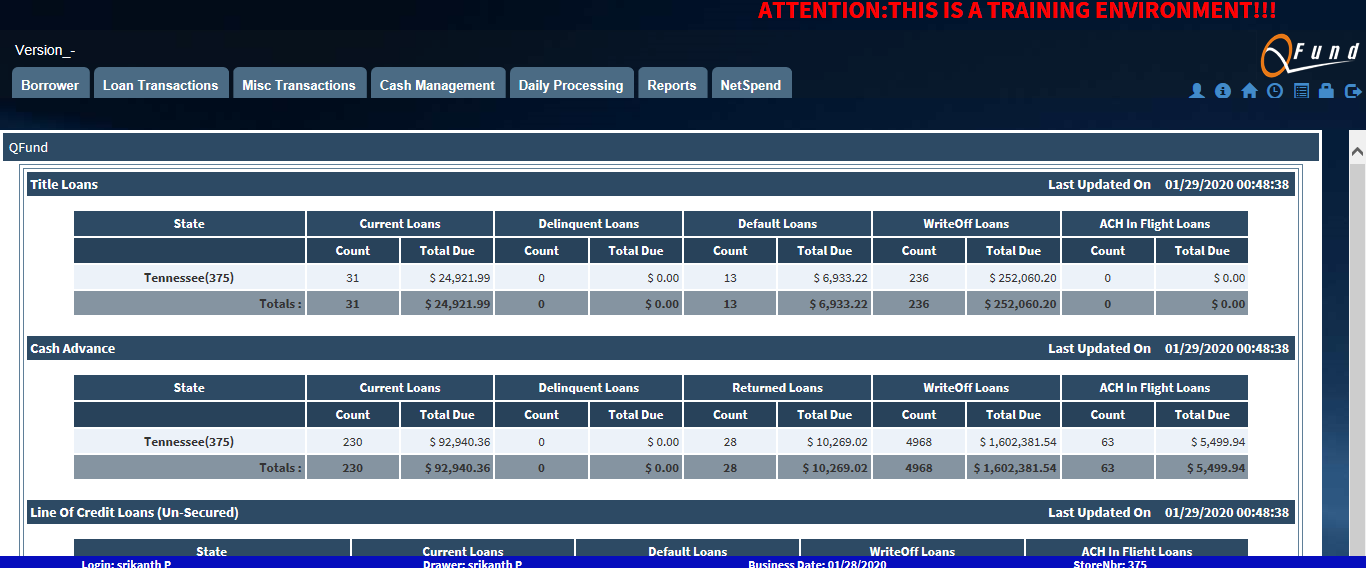 ATTENTION:THIS IS A TRAINING ENVIRONMENT!!!
Version_-
QFund
Borrower Loan Transactions Misc Transactions Cash Management Daily Processing Reports NetSpend
QFund
Title Loans Last Updated On 01/29/2020 00:48:38
State Current Loans Delinquent Loans Default Loans WriteOff Loans ACH In Flight Loans
Count Total Due Count Total Due Count Total Due Count Total Due Count Total Due
Tennessee(375) 31 $ 24,921.99 0 $ 0.00 13 $ 6,933.22 236 $ 252,060.20 0 $ 0.00
Totals : 31 $ 24,921.99 0 $ 0.00 13 $ 6,933.22 236 $ 252,060.20 0 $ 0.00
Cash Advance Last Updated On 01/29/2020 00:48:38
State Current Loans Delinquent Loans Returned Loans WriteOff Loans ACH In Flight Loans
Count Total Due Count Total Due Count Total Due Count Total Due Count Total Due
Tennessee(375) 230 $ 92,940.36 0 $ 0.00 28 $ 10,269.02 4968 $ 1,602,381.54 63 $ 5,499.94
Totals : 230 $ 92,940.36 0 $ 0.00 28 $ 10,269.02 4968 $ 1,602,381.54 63 $ 5,499.94
Line Of Credit Loans (Un-Secured) Last Updated On 01/29/2020 00:48:38
State Current Loans Default Loans WriteOff Loans ACH In Flight Loans
Login: srikanth P Drawer: srikanth P Business Date: 01/28/2020 StoreNbr: 375